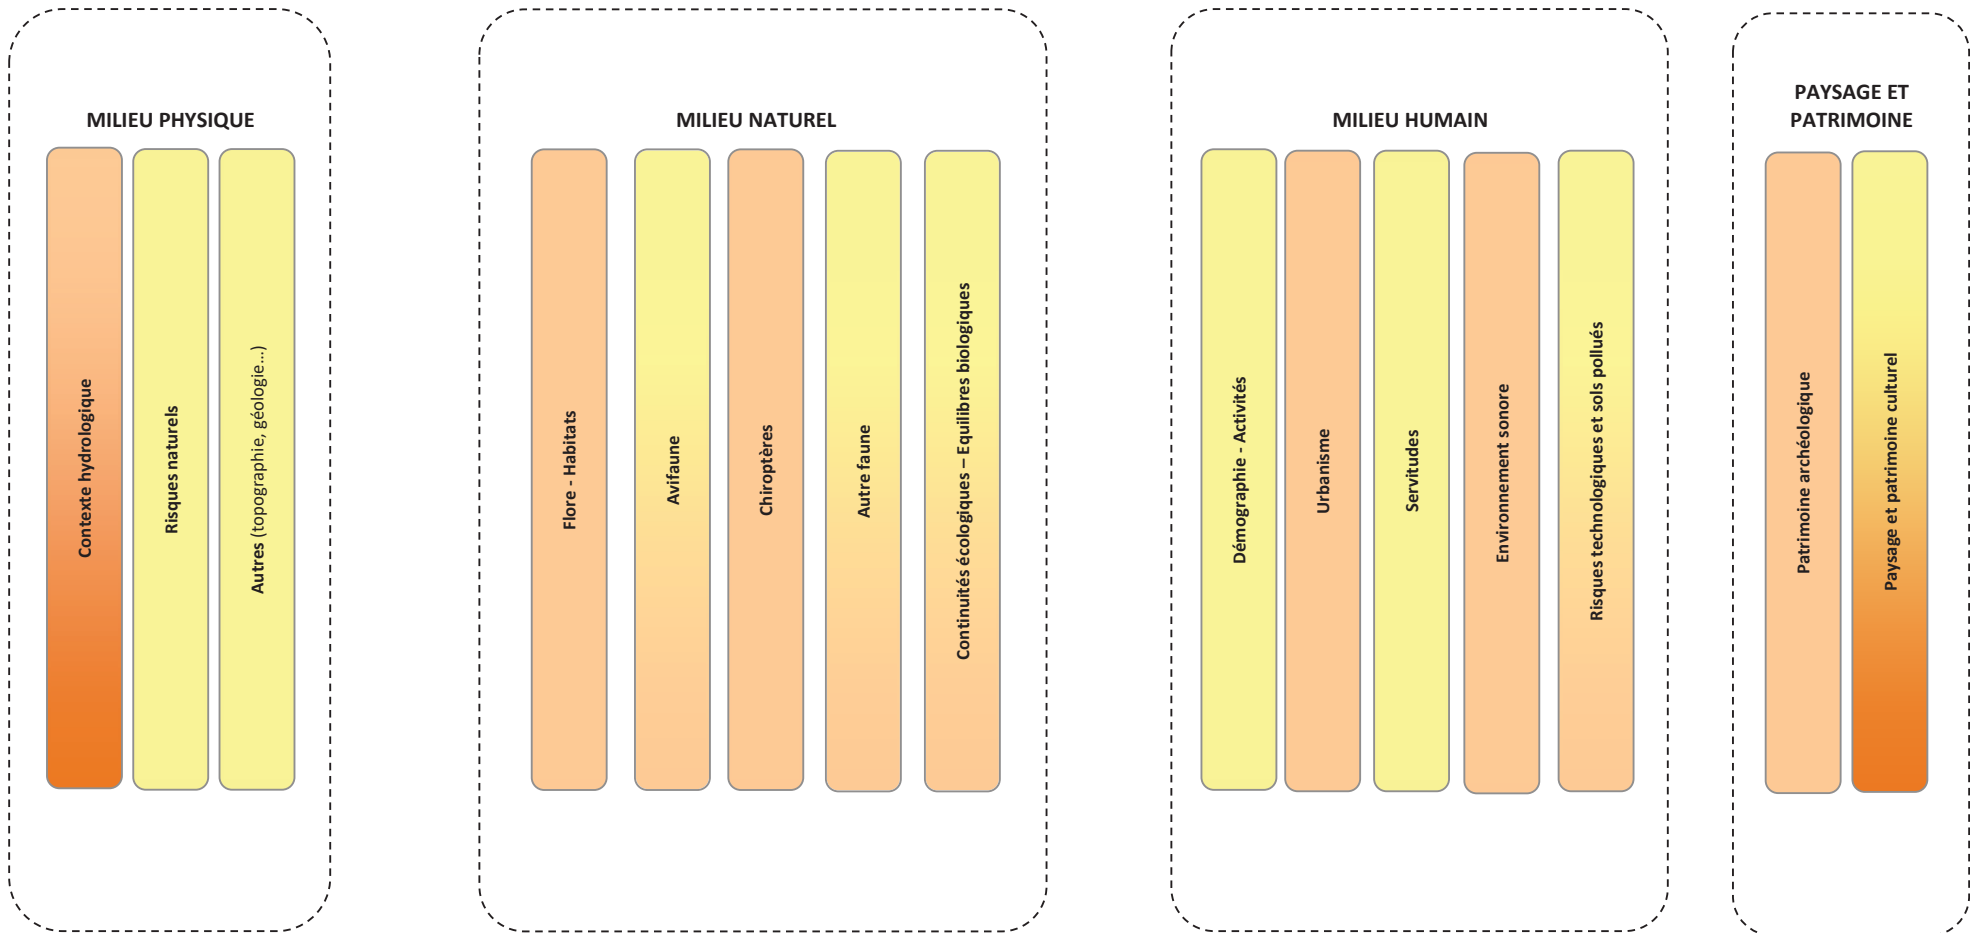 MILIEU PHYSIQUE
Contexte hydrologique
Risques naturels
Autres (topographie, géologie...)
MILIEU NATUREL
Flore - Habitats
Avifaune
Chiroptères
Autre faune
Continuités écologiques – Equilibres biologiques
MILIEU HUMAIN
Démographie - Activités
Urbanisme
Servitudes
Environnement sonore
Risques technologiques et sols pollués
PAYSAGE ET
PATRIMOINE
Patrimoine archéologique
Paysage et patrimoine culturel